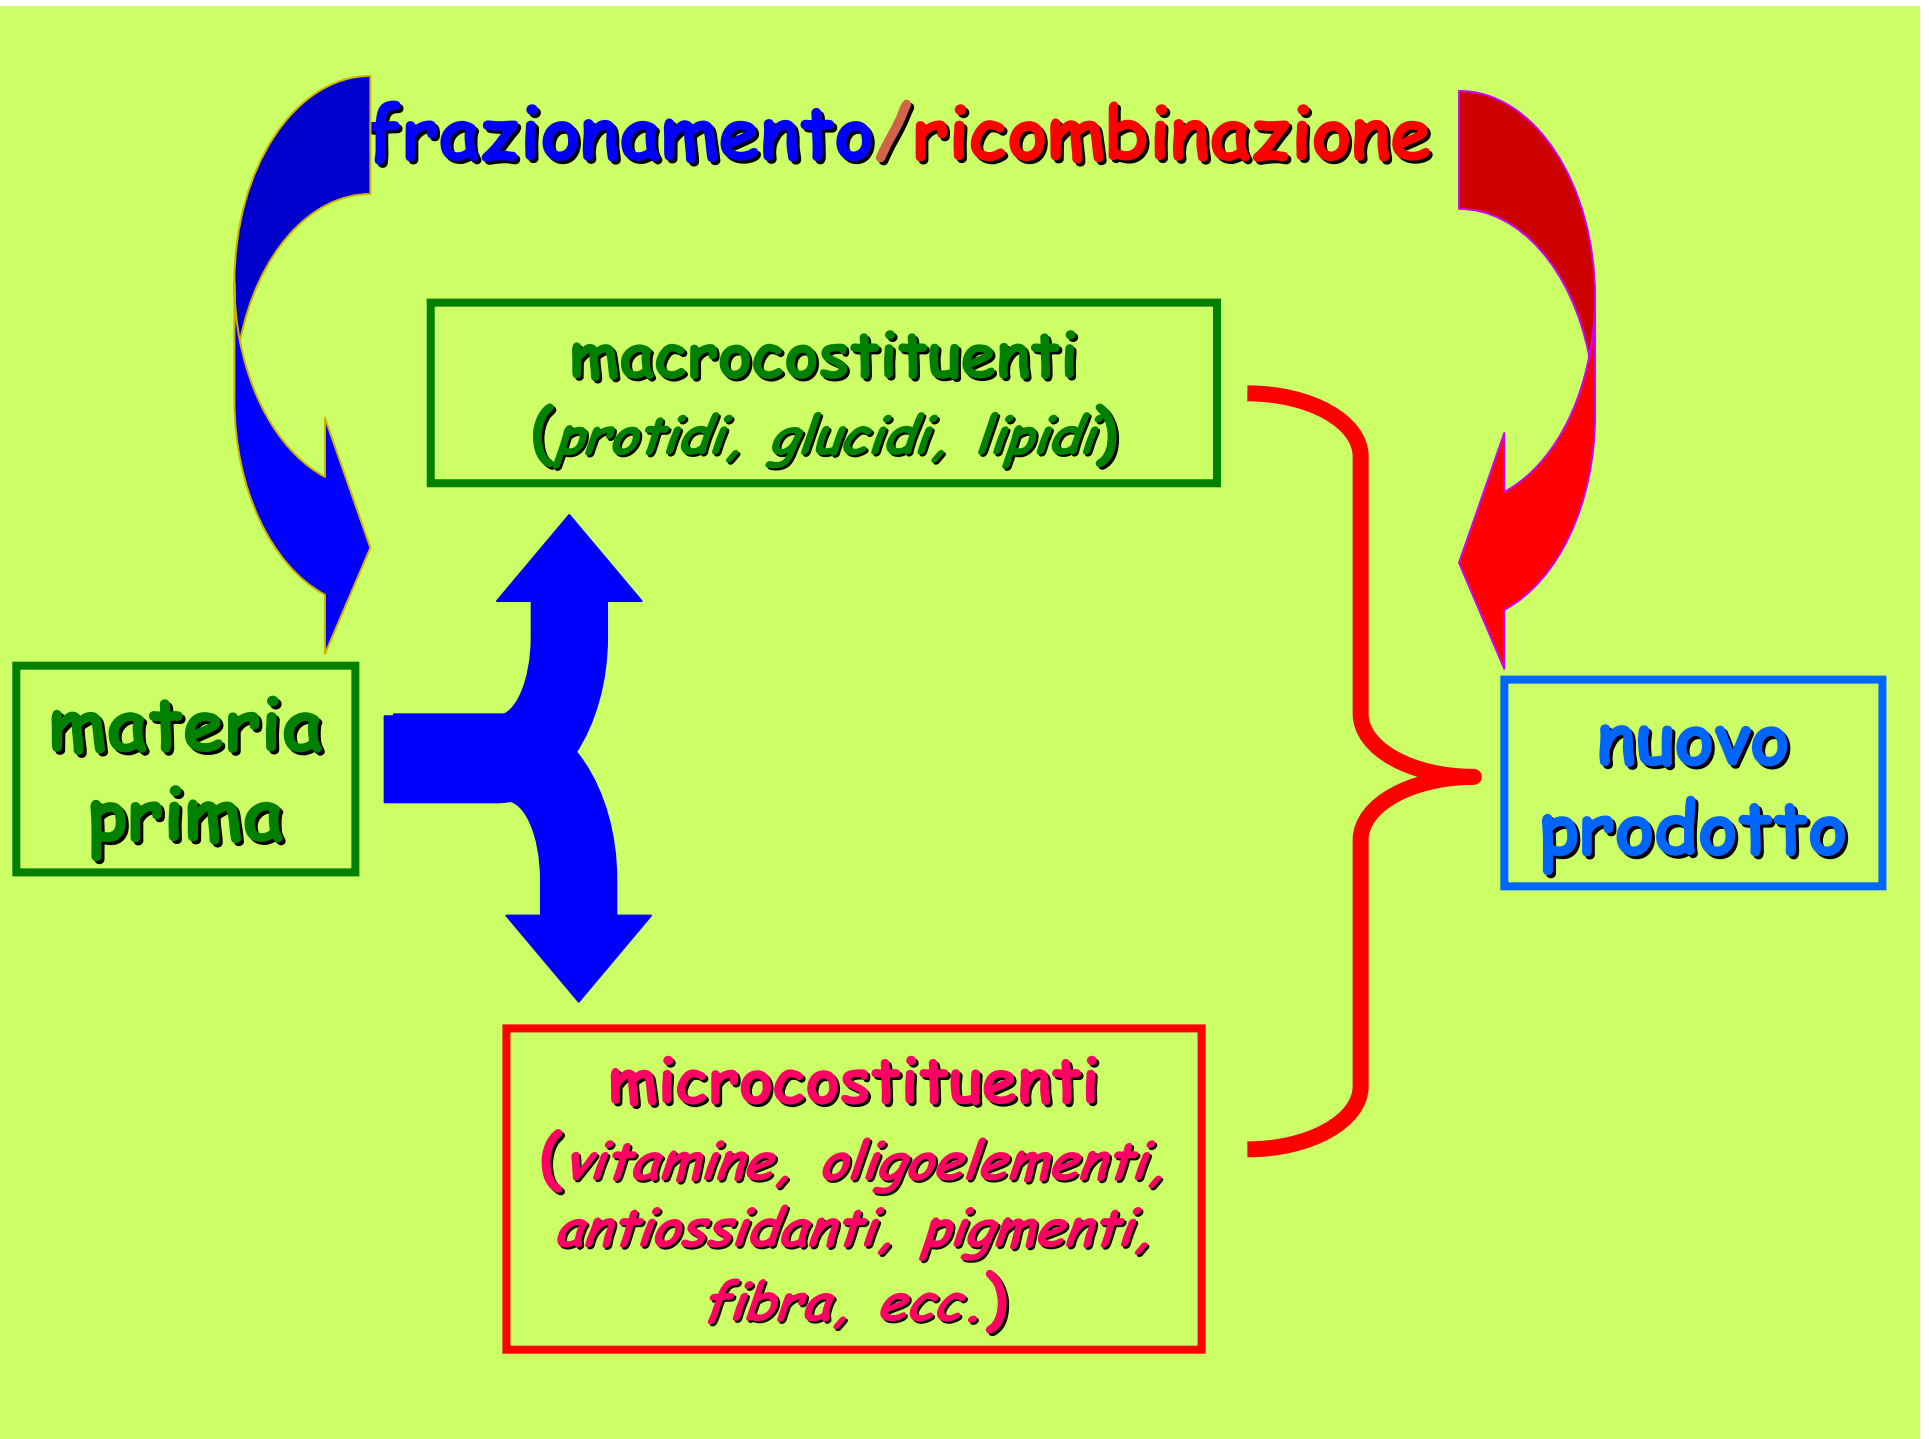 frazionamento/ricombinazione
macrocostituenti
(protidi, glucidi, lipidi)
materia
prima
nuovo
prodotto
microcostituenti
(vitamine, oligoelementi,
antiossidanti, pigmenti,
fibra, ecc.)